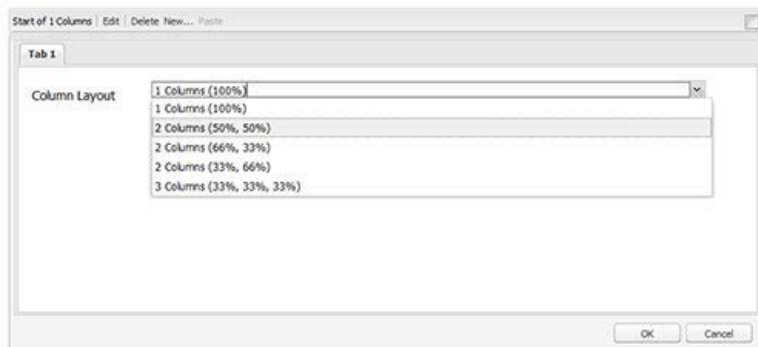 Start of 1 Columns | Edit | Delete New... Paste
Tab 1
Column Layout
1 Columns (100%)
1 Columns (100%)
2 Columns (50%, 50%)
2 Columns (66%, 33%)
2 Columns (33%, 66%)
3 Columns (33%, 33%, 33%)
OK Cancel